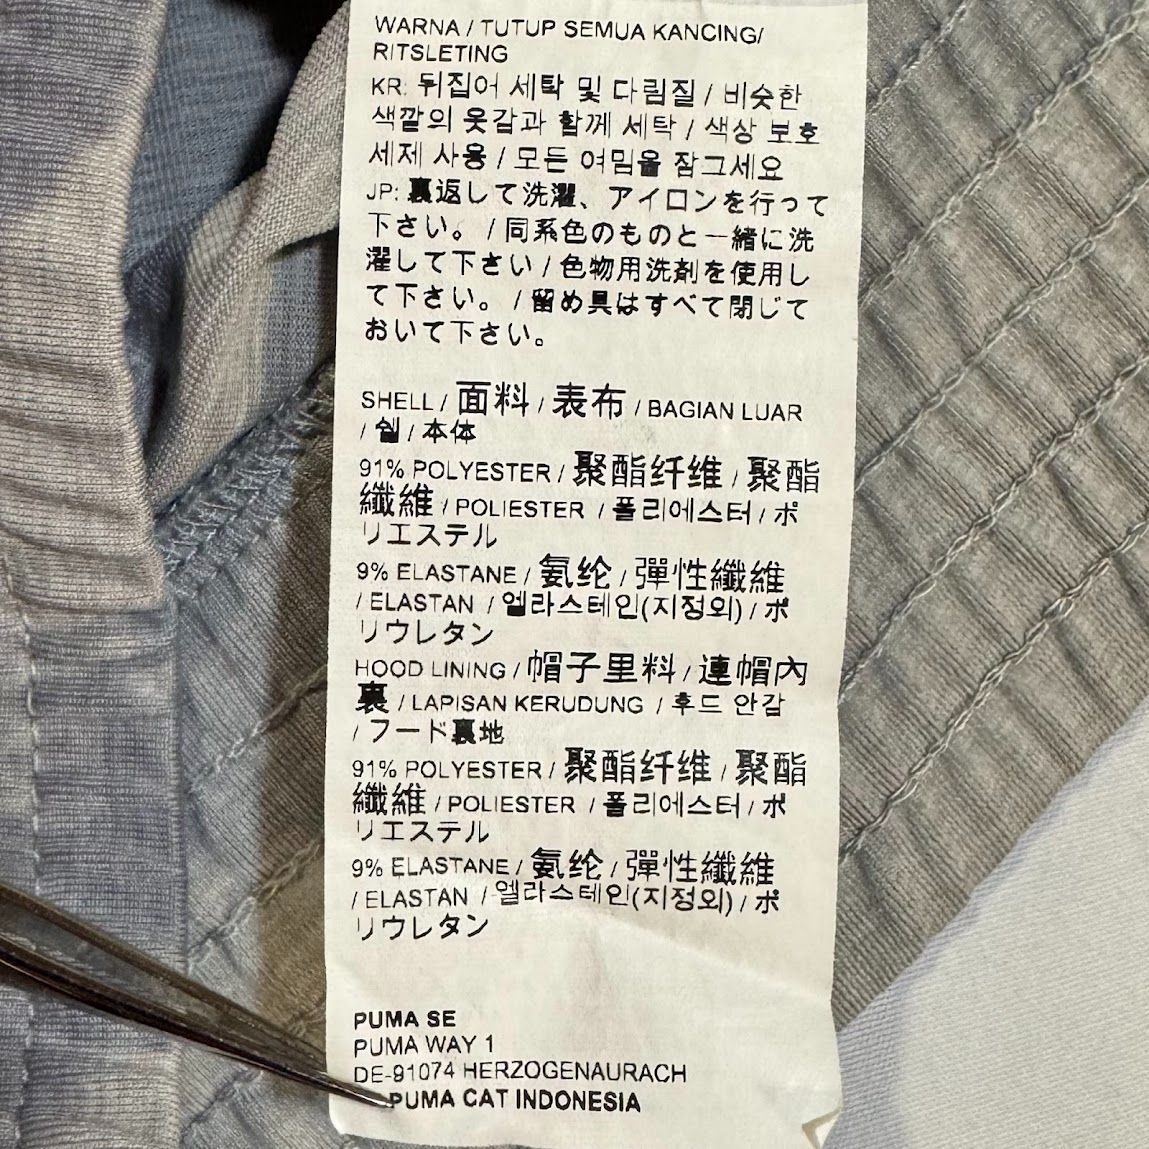 WARNA / TUTUP SEMUA KANCING/
RITSLETING
KR: 뒤집어 세탁 및 다림질 / 비슷한
색깔의 옷감과 함께 세탁 / 색상 보호
세제 사용 / 모든 여밈을 잠그세요
JP: 裏返して洗濯、アイロンを行って
下さい。 / 同系色のものと一緒に洗
濯して下さい / 色物用洗剤を使用し
て下さい。 / 留め具はすべて閉じて
おいて下さい。
SHELL / 面料 / 表布 / BAGIAN LUAR
/ 쉘 / 本体
91% POLYESTER / 聚酯纤维 / 聚酯
纖維 / POLIESTER / 폴리에스터 / ポ
リエステル
9% ELASTANE / 氨纶 / 彈性纖維
/ ELASTAN / 엘라스테인(지정외) / ポ
リウレタン
HOOD LINING / 帽子里料 / 連帽內
裏 / LAPISAN KERUDUNG / 후드 안감
/ フード裏地
91% POLYESTER / 聚酯纤维 / 聚酯
纖維 / POLIESTER / 폴리에스터 / ポ
リエステル
9% ELASTANE / 氨纶 / 彈性纖維
/ ELASTAN / 엘라스테인(지정외) / ポ
リウレタン
PUMA SE
PUMA WAY 1
DE-91074 HERZOGENAURACH
PUMA CAT INDONESIA